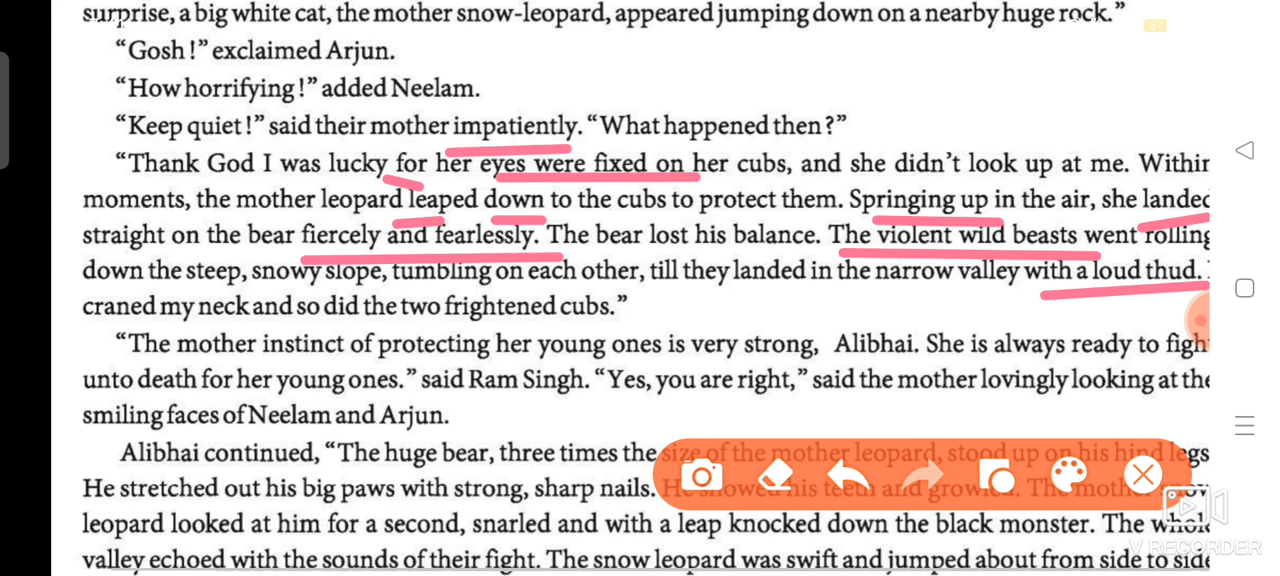 surprise, a big white cat, the mother snow-leopard, appeared jumping down on a nearby huge rock.”
“Gosh !” exclaimed Arjun.
“How horrifying !” added Neelam.
“Keep quiet !” said their mother impatiently. “What happened then ?”
“Thank God I was lucky for her eyes were fixed on her cubs, and she didn’t look up at me. Within
moments, the mother leopard leaped down to the cubs to protect them. Springing up in the air, she landed
straight on the bear fiercely and fearlessly. The bear lost his balance. The violent wild beasts went rolling
down the steep, snowy slope, tumbling on each other, till they landed in the narrow valley with a loud thud.
craned my neck and so did the two frightened cubs.”
“The mother instinct of protecting her young ones is very strong, Alibhai. She is always ready to fight
unto death for her young ones.” said Ram Singh. “Yes, you are right,” said the mother lovingly looking at the
smiling faces of Neelam and Arjun.
Alibhai continued, “The huge bear, three times the size of the mother leopard, stood up on his hind legs
He stretched out his big paws with strong, sharp nails. He showed his teeth and growled. The mother
leopard looked at him for a second, snarled and with a leap knocked down the black monster. The whole
valley echoed with the sounds of their fight. The snow leopard was swift and jumped about from side to side
V RECORDER